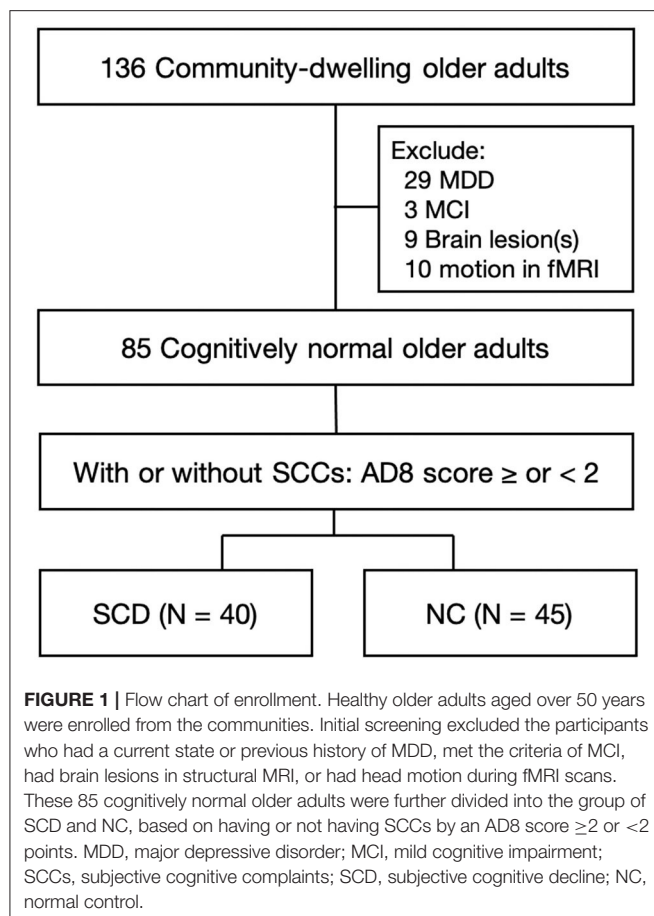 136 Community-dwelling older adults
Exclude:
29 MDD
3 MCI
9 Brain lesion(s)
10 motion in fMRI
85 Cognitively normal older adults
With or without SCCs: AD8 score ≥ or < 2
SCD (N = 40)
NC (N = 45)
FIGURE 1 | Flow chart of enrollment. Healthy older adults aged over 50 years
were enrolled from the communities. Initial screening excluded the participants
who had a current state or previous history of MDD, met the criteria of MCI,
had brain lesions in structural MRI, or had head motion during fMRI scans.
These 85 cognitively normal older adults were further divided into the group of
SCD and NC, based on having or not having SCCs by an AD8 score ≥2 or <2
points. MDD, major depressive disorder; MCI, mild cognitive impairment;
SCCs, subjective cognitive complaints; SCD, subjective cognitive decline; NC,
normal control.